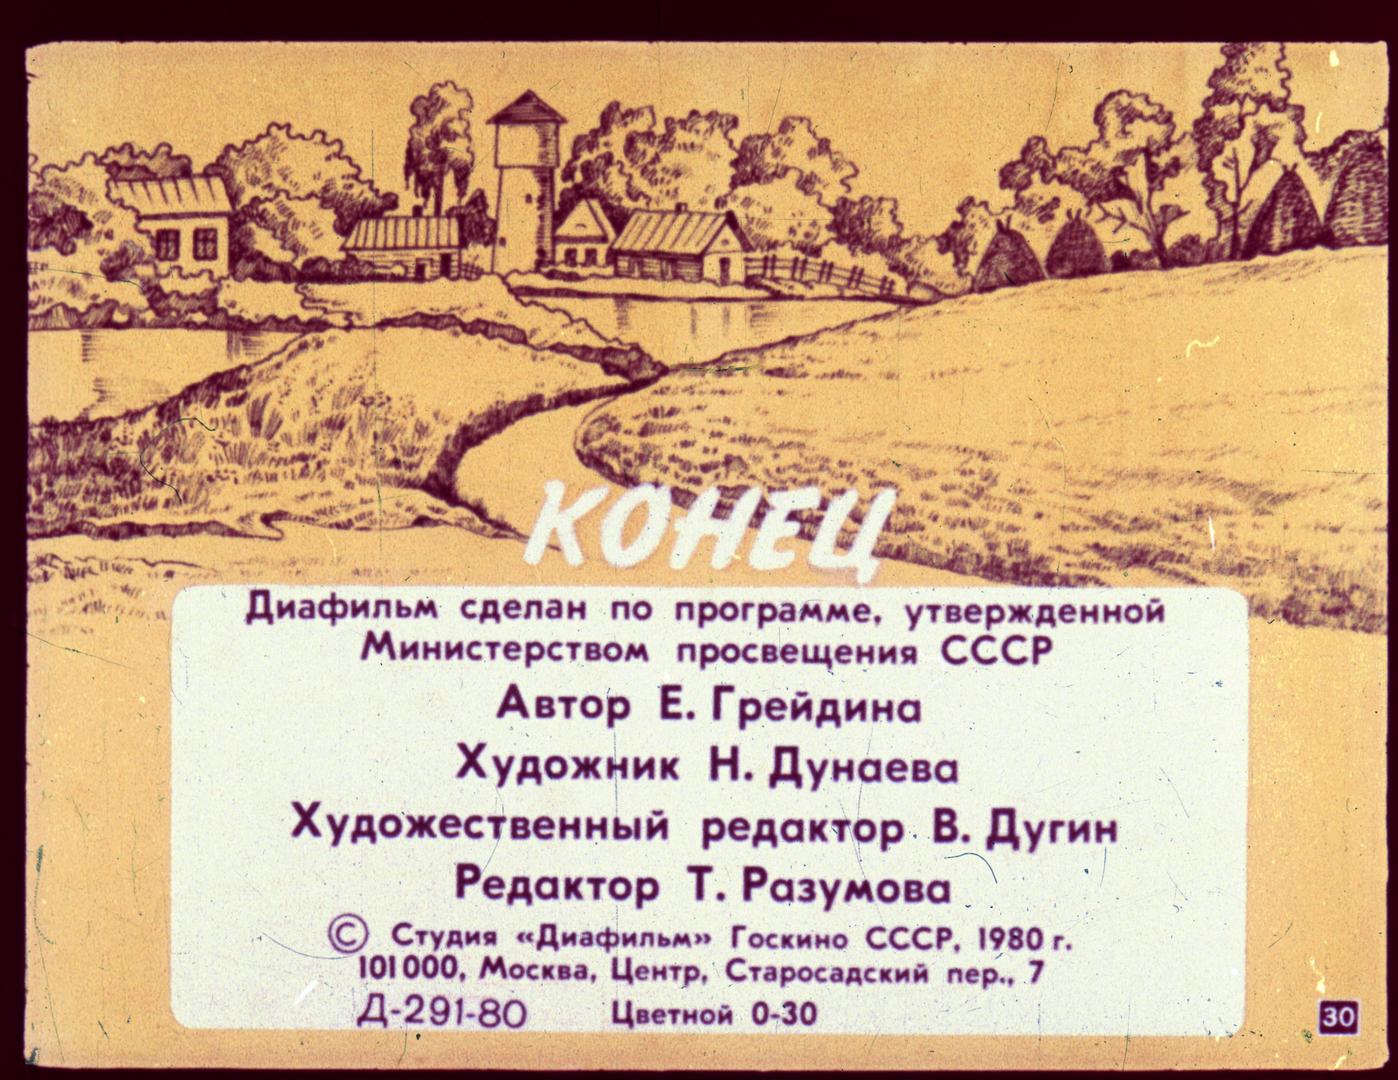 КОНЕЦ
Диафильм сделан по программе, утвержденной
Министерством просвещения СССР
Автор Е. Грейдина
Художник Н. Дунаева
Художественный редактор В. Дугин
Редактор Т. Разумова
© Студия «Диафильм» Госкино СССР, 1980 г.
101000, Москва, Центр, Старосадский пер., 7
Д-291-80 Цветной 0-30
30